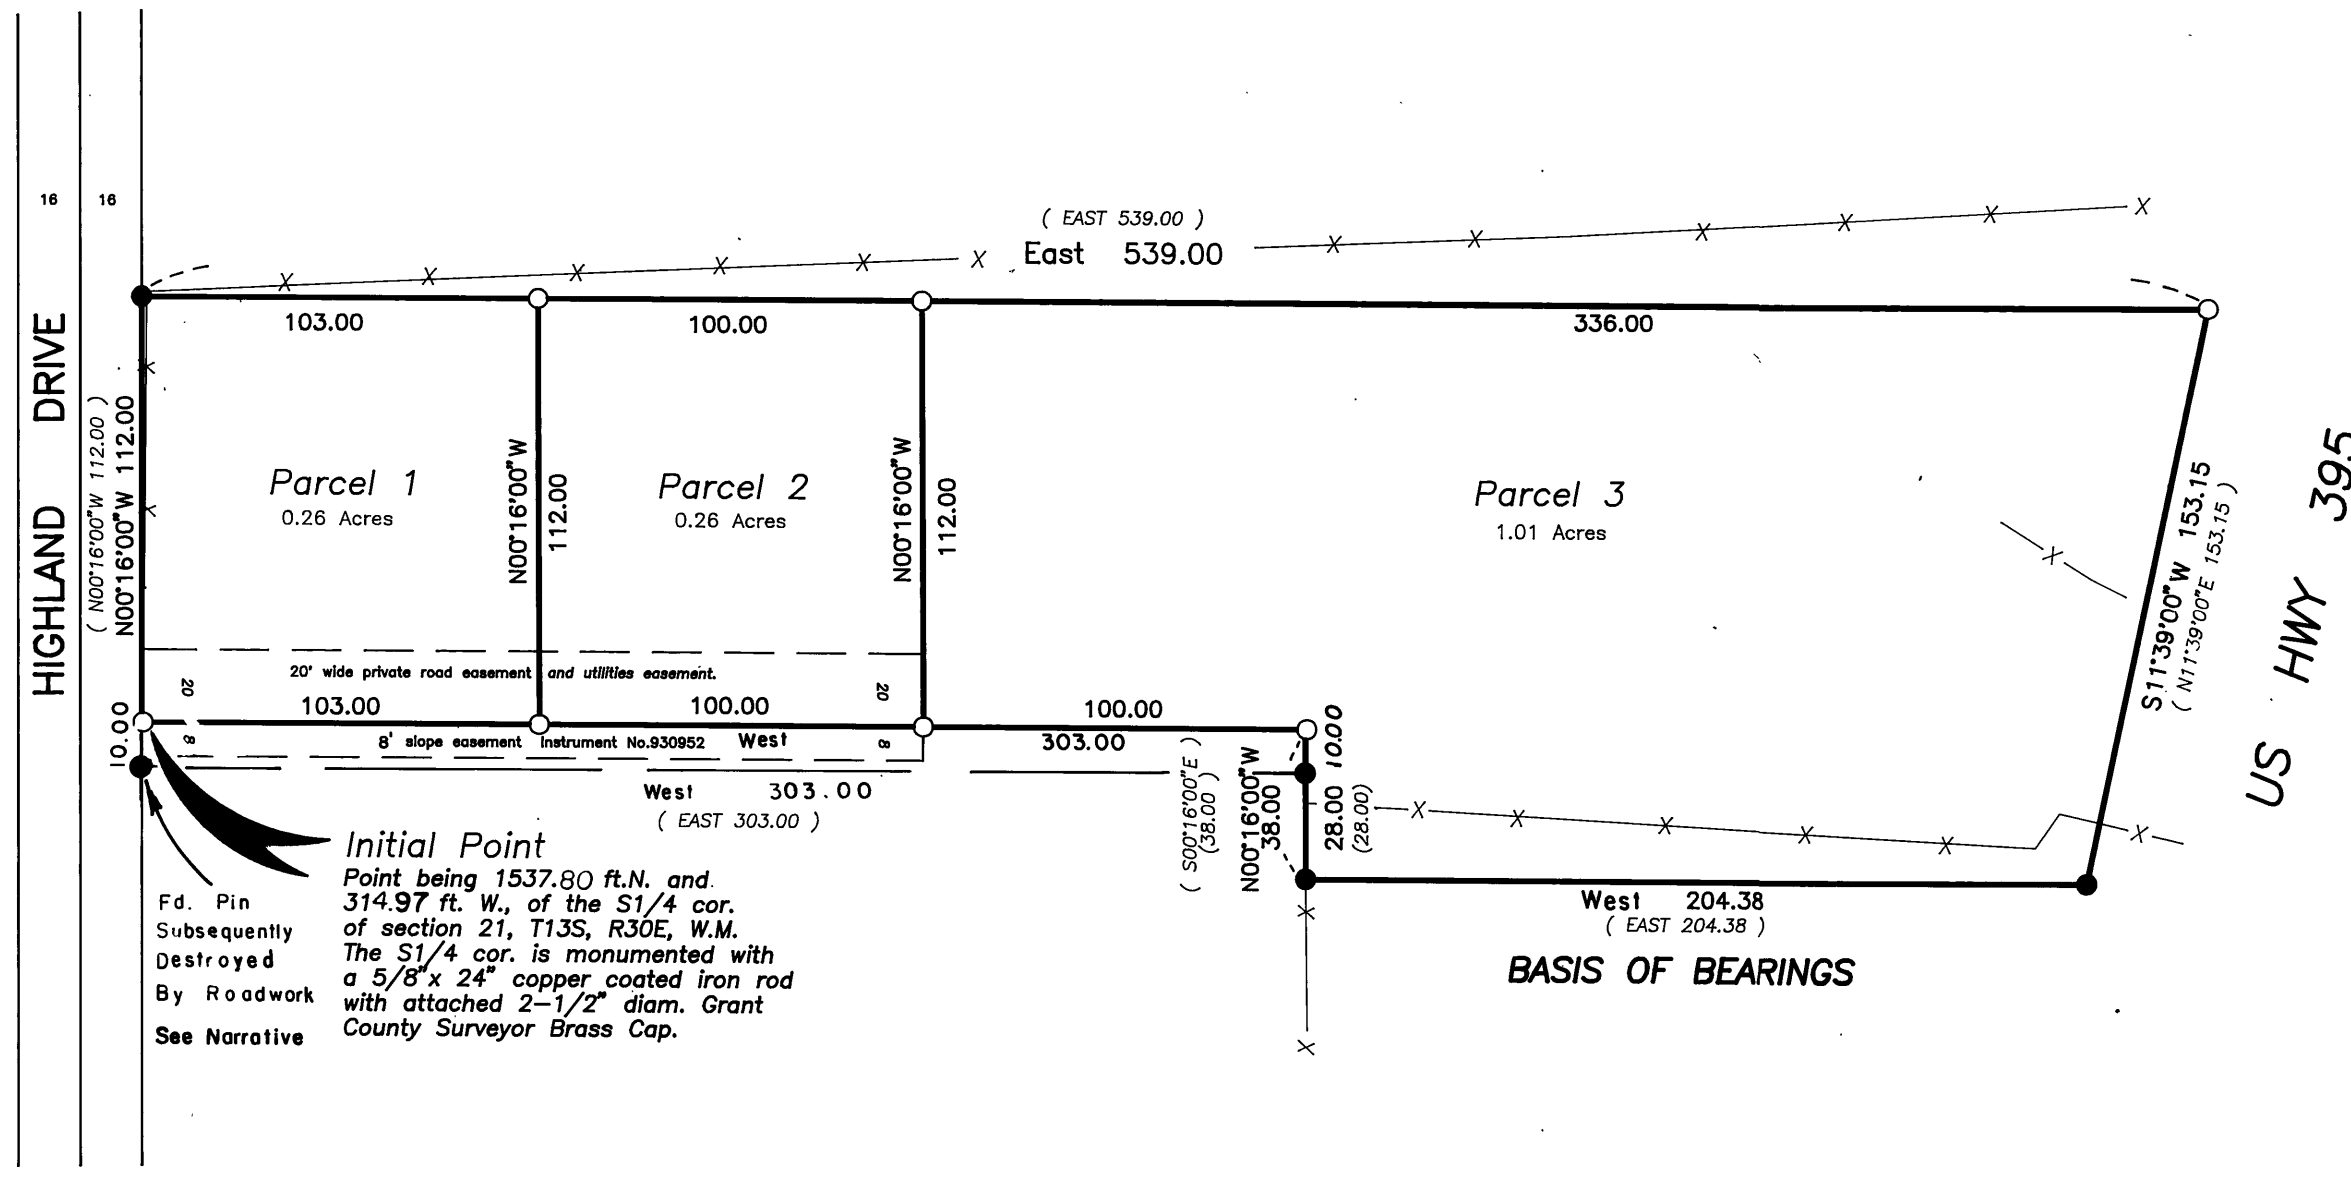 16
16
( EAST 539.00 )
East 539.00
103.00
100.00
336.00
HIGHLAND DRIVE
( N00°16'00"W 112.00 )
N00°16'00"W 112.00
Parcel 1
0.26 Acres
N00°16'00"W
112.00
Parcel 2
0.26 Acres
N00°16'00"W
112.00
Parcel 3
1.01 Acres
S11°39'00"W 153.15
( N11°39'00"E 153.15 )
US HWY 395
20' wide private road easement and utilities easement.
20
20
103.00
100.00
100.00
10.00
8
8' slope easement Instrument No.930952 West
8
303.00
10.00
West 303.00
( EAST 303.00 )
( S00°16'00"E )
(38.00 )
N00°16'00"W
38.00
28.00
(28.00)
West 204.38
( EAST 204.38 )
BASIS OF BEARINGS
Initial Point
Point being 1537.80 ft.N. and
314.97 ft. W., of the S1/4 cor.
of section 21, T13S, R30E, W.M.
The S1/4 cor. is monumented with
a 5/8"x 24" copper coated iron rod
with attached 2-1/2" diam. Grant
County Surveyor Brass Cap.
Fd. Pin
Subsequently
Destroyed
By Roadwork
See Narrative